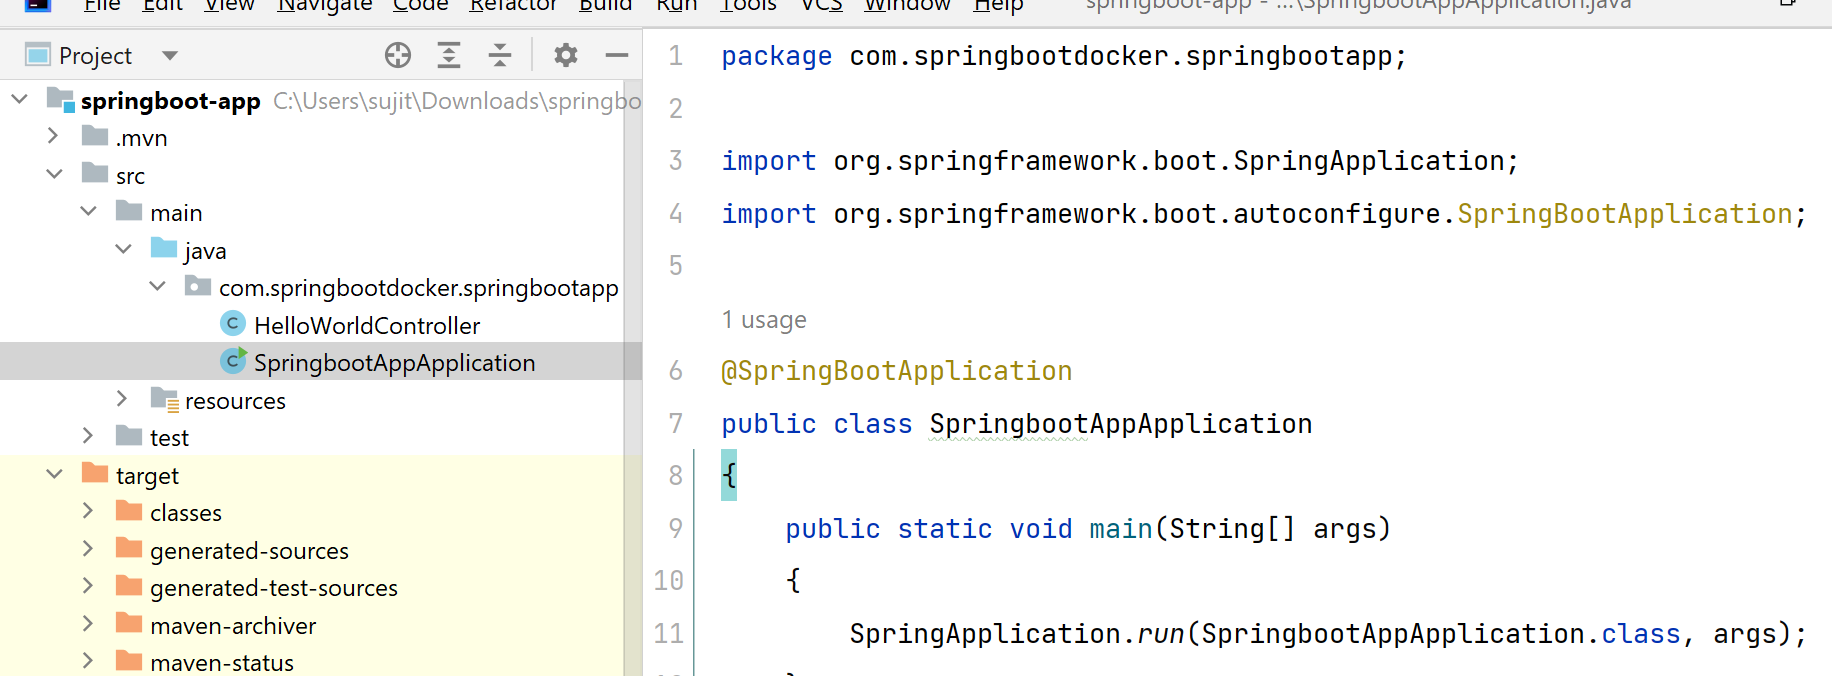 File Edit View Navigate Code Refactor Build Run Tools VCS Window Help springboot-app - ...\SpringbootAppApplication.java
Project
springboot-app C:\Users\sujit\Downloads\springbo
.mvn
src
main
java
com.springbootdocker.springbootapp
HelloWorldController
SpringbootAppApplication
resources
test
target
classes
generated-sources
generated-test-sources
maven-archiver
maven-status
1 package com.springbootdocker.springbootapp;
2
3 import org.springframework.boot.SpringApplication;
4 import org.springframework.boot.autoconfigure.SpringBootApplication;
5
1 usage
6 @SpringBootApplication
7 public class SpringbootAppApplication
8 {
9 public static void main(String[] args)
10 {
11 SpringApplication.run(SpringbootAppApplication.class, args);